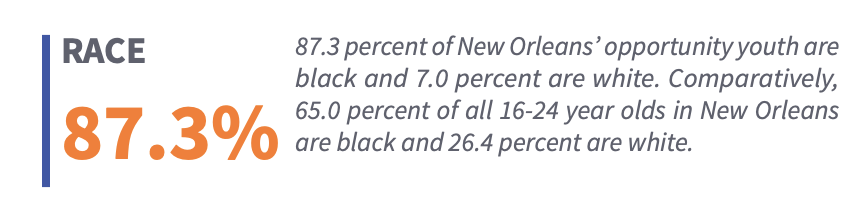 RACE
87.3%
87.3 percent of New Orleans’ opportunity youth are
black and 7.0 percent are white. Comparatively,
65.0 percent of all 16-24 year olds in New Orleans
are black and 26.4 percent are white.